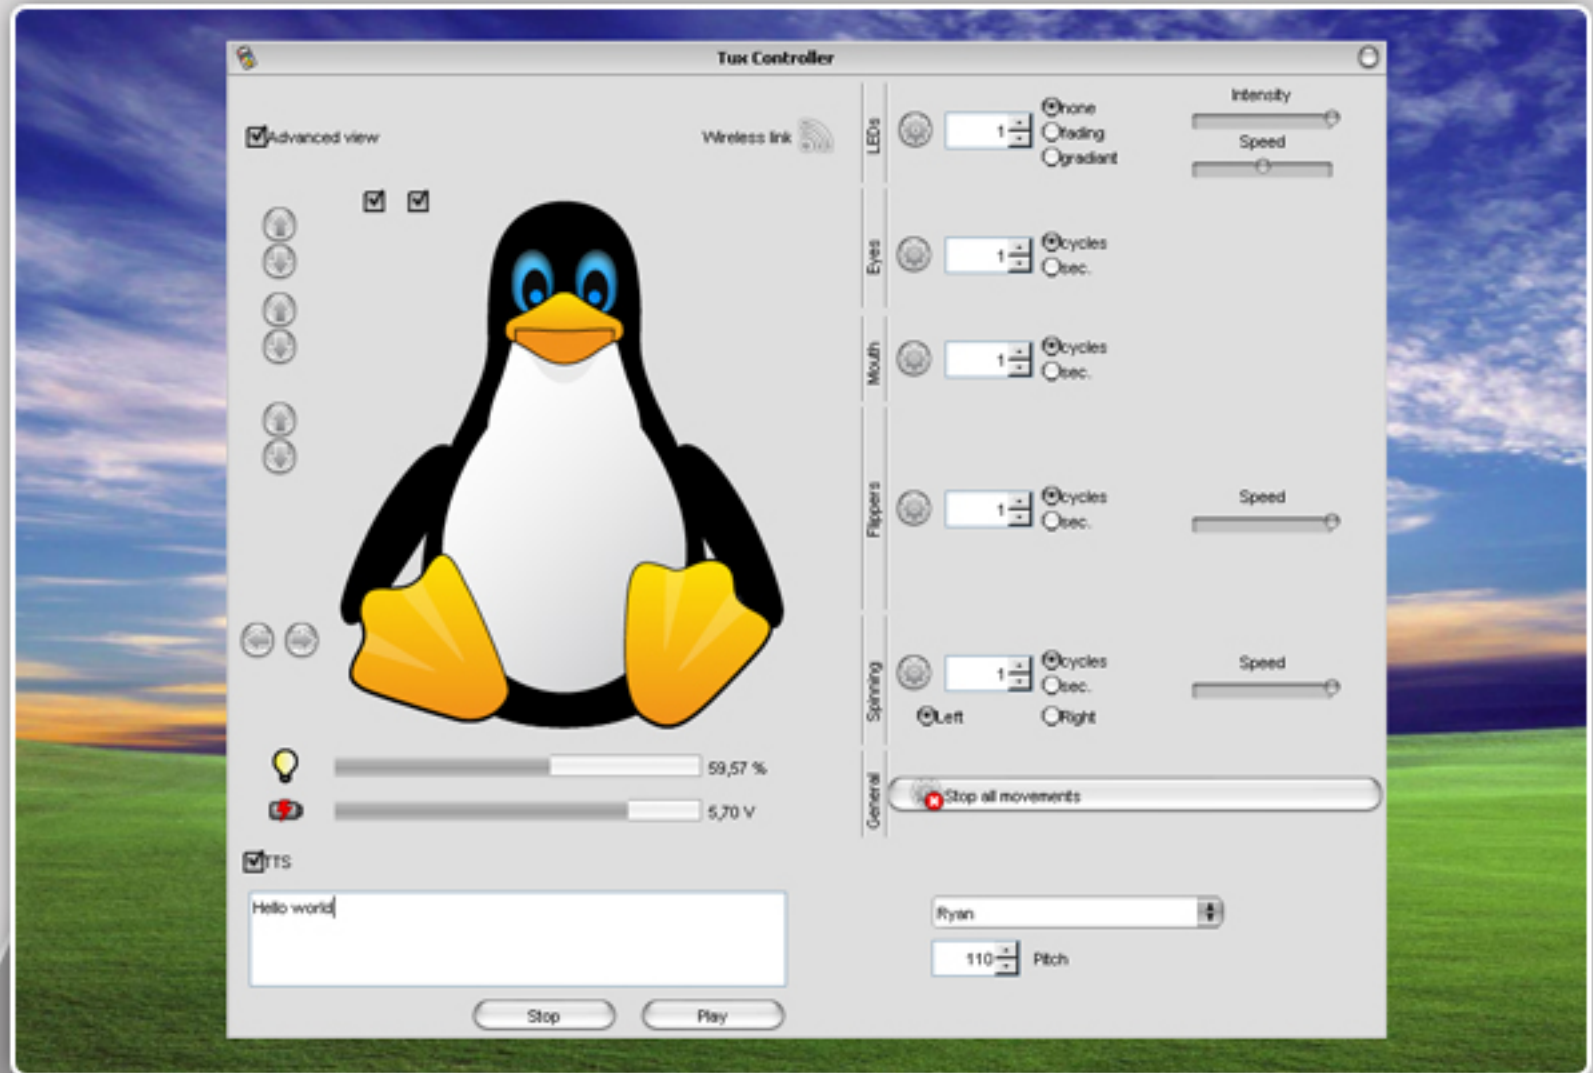 Tux Controller
Advanced view
Wireless link
LEDs
1
none
fading
gradiant
Intensity
Speed
Eyes
1
cycles
sec.
Mouth
1
cycles
sec.
Flippers
1
cycles
sec.
Speed
Spinning
1
cycles
sec.
Speed
Left
Right
59,57 %
5,70 V
General
Stop all movements
TTS
Hello world
Ryan
110
Pitch
Stop
Play